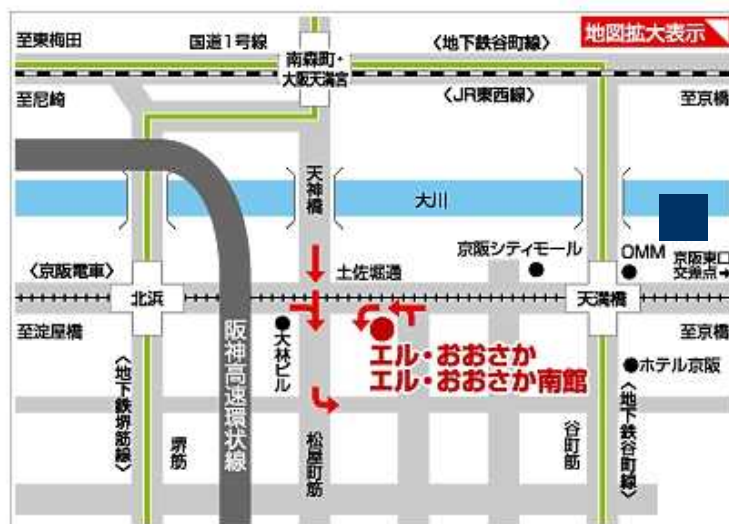 至東梅田
国道1号線
〈地下鉄谷町線〉
地図拡大表示
南森町・
大阪天満宮
至尼崎
〈JR東西線〉
至京橋
天神橋
大川
〈京阪電車〉
土佐堀通
京阪シティモール
OMM
京阪東口
交差点→
北浜
天満橋
至淀屋橋
大林ビル
エル・おおさか
エル・おおさか南館
至京橋
ホテル京阪
阪神高速環状線
〈地下鉄堺筋線〉
堺筋
松屋町筋
谷町筋
〈地下鉄谷町線〉